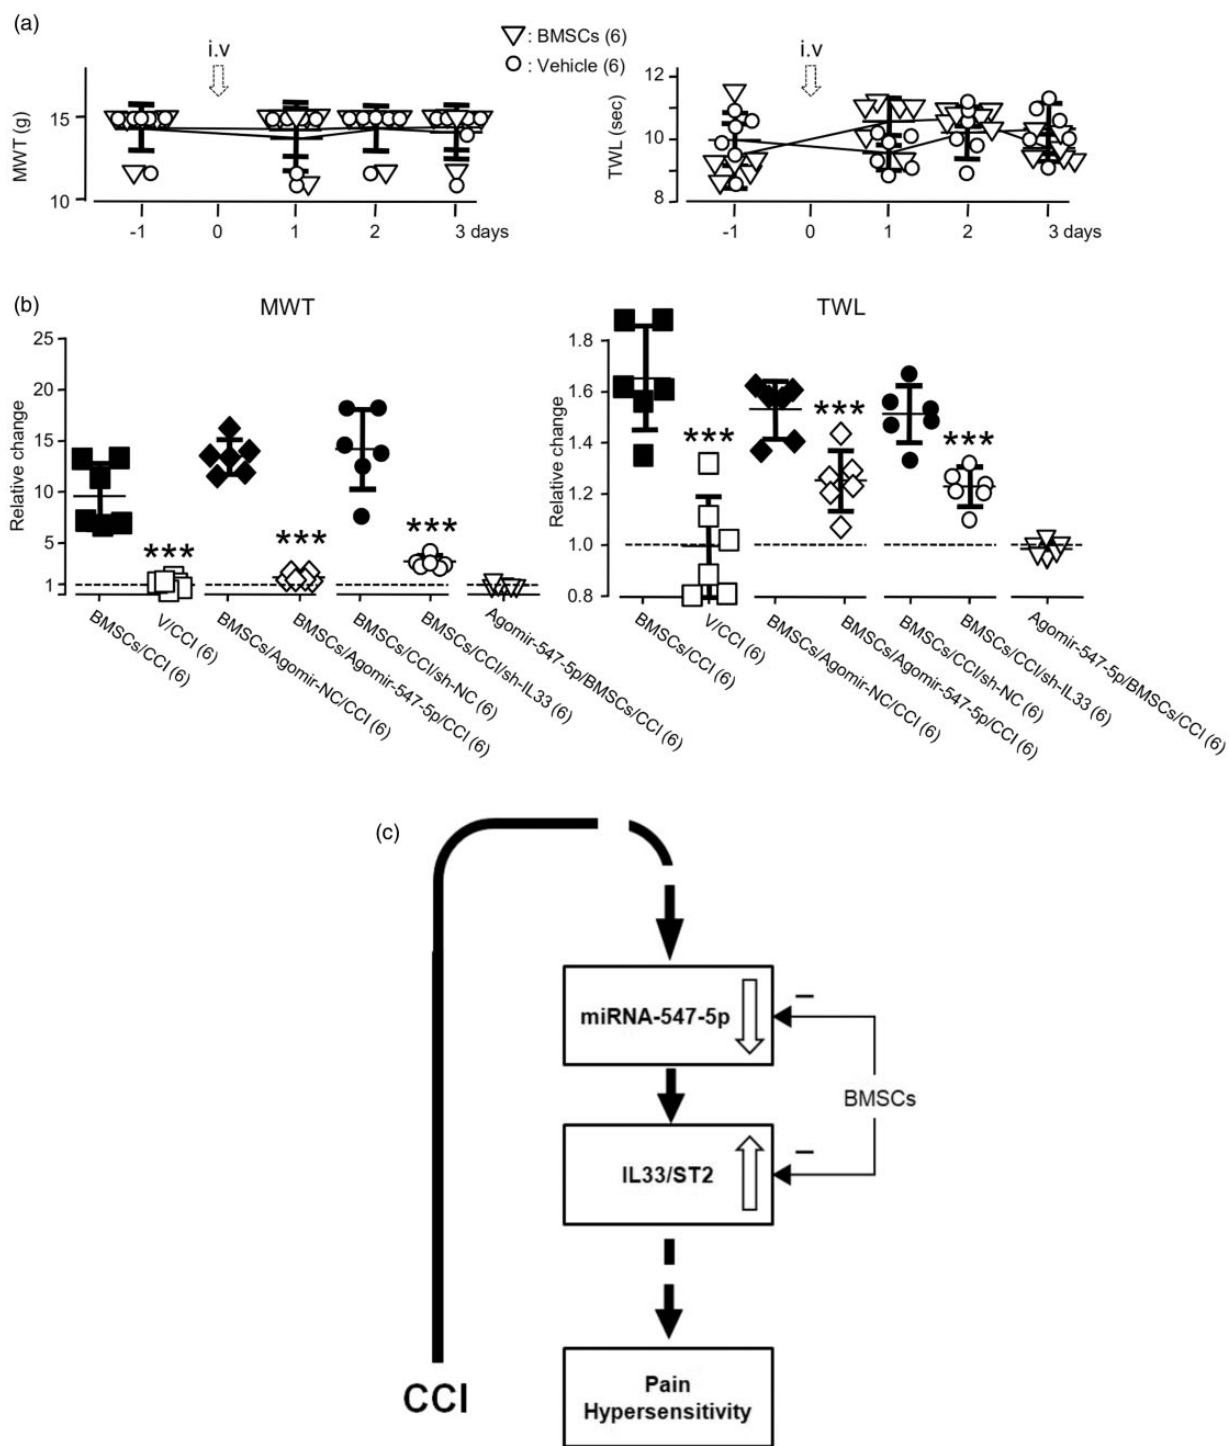 (a)
i.v
: BMSCs (6)
: Vehicle (6)
i.v
MWT (g)
15
10
-1
0
1
2
3 days
TWL (sec)
12
10
8
-1
0
1
2
3 days
(b)
MWT
Relative change
25
20
15
10
5
1
***
***
***
BMSCs/CCI (6)
V/CCI (6)
BMSCs/Agomir-NC/CCI (6)
BMSCs/Agomir-547-5p/CCI (6)
BMSCs/CCI/sh-NC (6)
BMSCs/CCI/sh-IL33 (6)
Agomir-547-5p/BMSCs/CCI (6)
TWL
Relative change
1.8
1.6
1.4
1.2
1.0
0.8
***
***
***
BMSCs/CCI (6)
V/CCI (6)
BMSCs/Agomir-NC/CCI (6)
BMSCs/Agomir-547-5p/CCI (6)
BMSCs/CCI/sh-NC (6)
BMSCs/CCI/sh-IL33 (6)
Agomir-547-5p/BMSCs/CCI (6)
(c)
miRNA-547-5p
–
BMSCs
–
IL33/ST2
Pain
Hypersensitivity
CCI